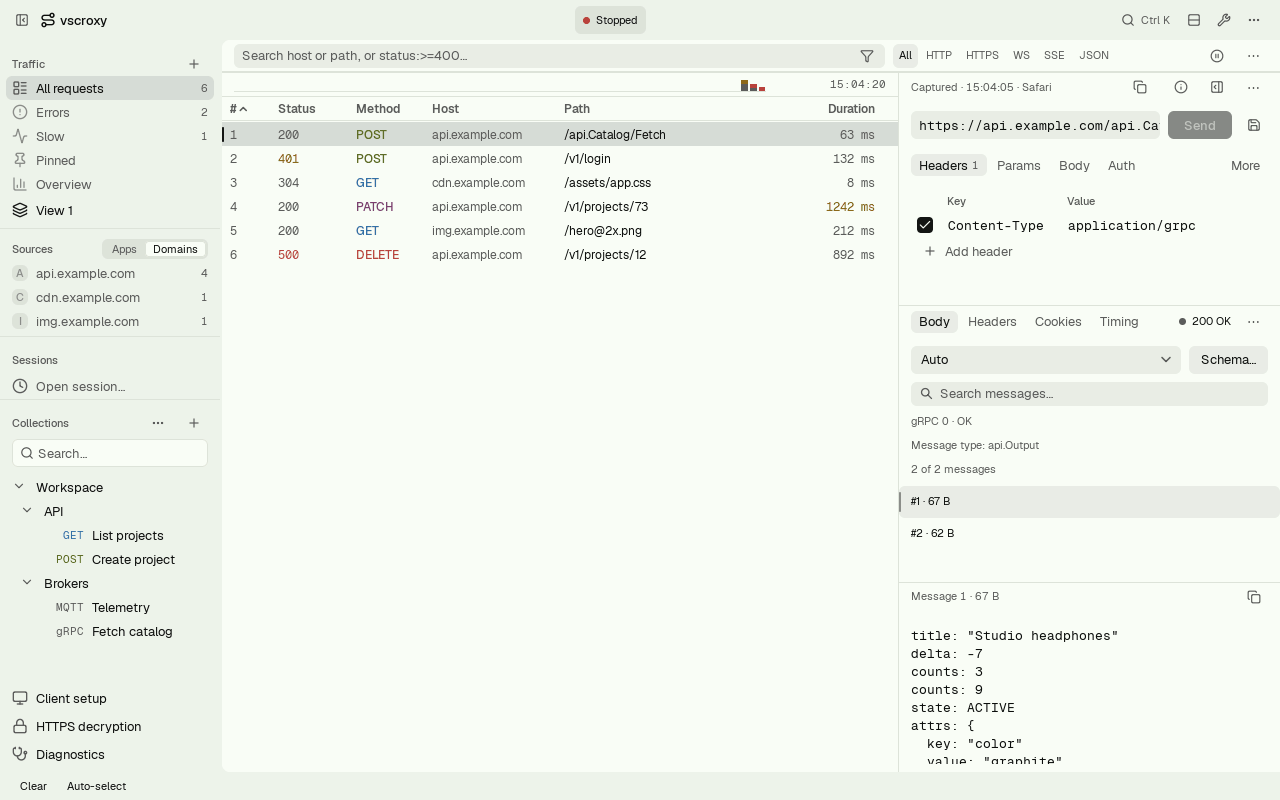 vscroxy
Stopped
Ctrl K
Traffic
All requests 6
Errors 2
Slow 1
Pinned
Overview
View 1
Sources Apps Domains
A api.example.com 4
C cdn.example.com 1
I img.example.com 1
Sessions
Open session…
Collections
Search…
Workspace
API
GET List projects
POST Create project
Brokers
MQTT Telemetry
gRPC Fetch catalog
Client setup
HTTPS decryption
Diagnostics
Clear Auto-select
Search host or path, or status:>=400…
All HTTP HTTPS WS SSE JSON
15:04:20
# Status Method Host Path Duration
1 200 POST api.example.com /api.Catalog/Fetch 63 ms
2 401 POST api.example.com /v1/login 132 ms
3 304 GET cdn.example.com /assets/app.css 8 ms
4 200 PATCH api.example.com /v1/projects/73 1242 ms
5 200 GET img.example.com /hero@2x.png 212 ms
6 500 DELETE api.example.com /v1/projects/12 892 ms
Captured · 15:04:05 · Safari
https://api.example.com/api.Ca Send
Headers 1 Params Body Auth More
Key Value
Content-Type application/grpc
Add header
Body Headers Cookies Timing 200 OK
Auto Schema…
Search messages…
gRPC 0 · OK
Message type: api.Output
2 of 2 messages
#1 · 67 B
#2 · 62 B
Message 1 · 67 B
title: "Studio headphones"
delta: -7
counts: 3
counts: 9
state: ACTIVE
attrs: {
key: "color"
value: "graphite"